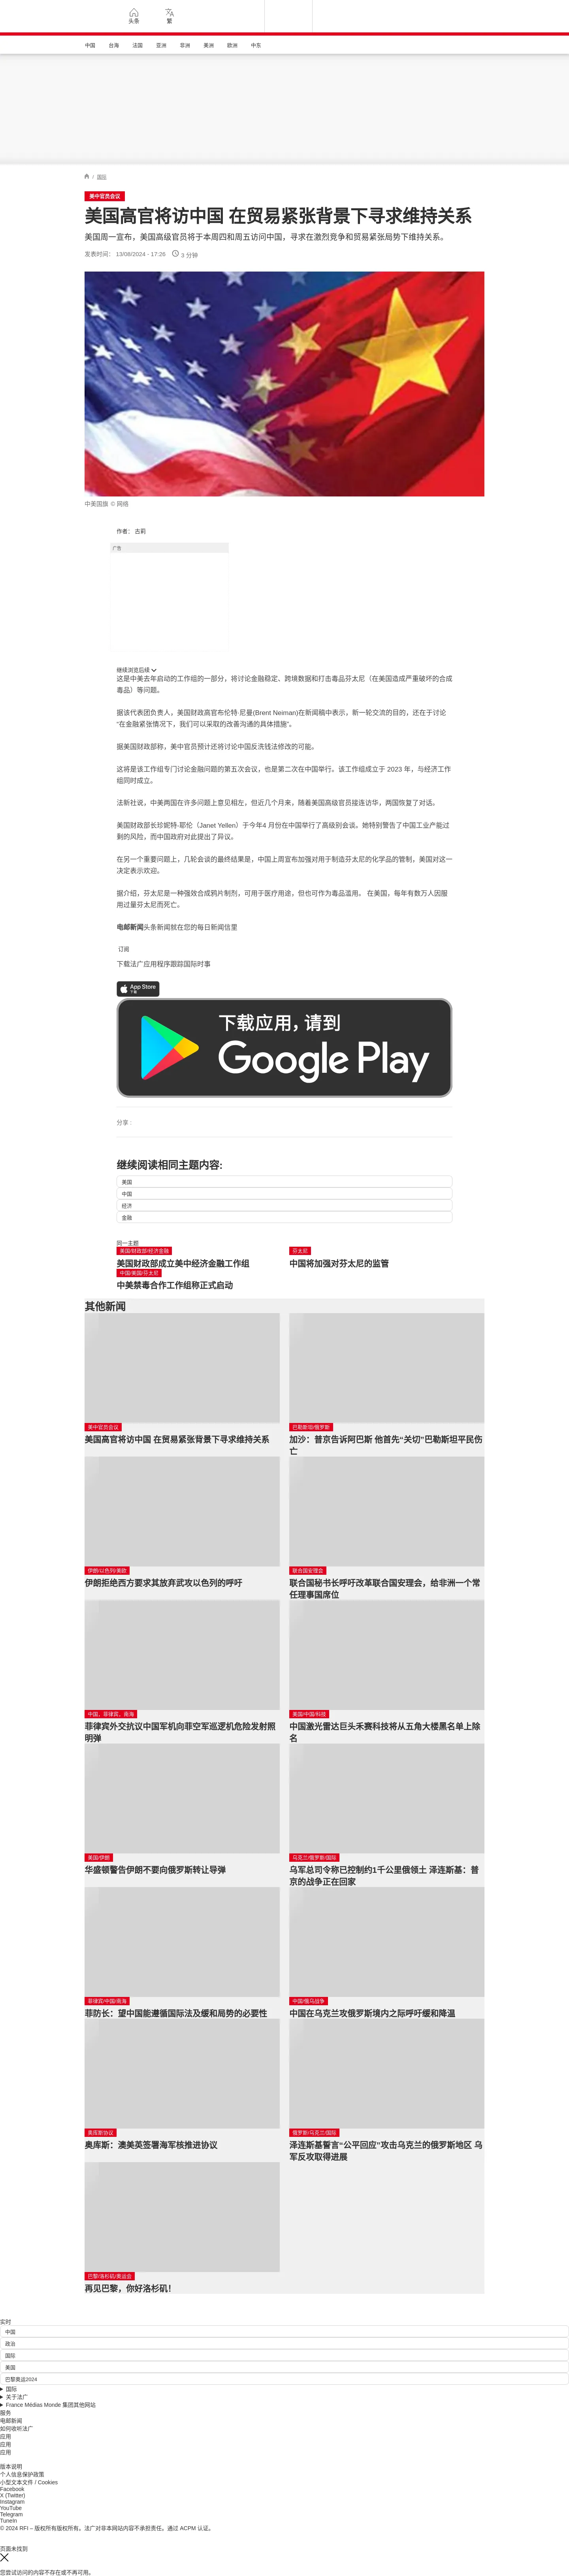 头条
繁
中国
台海
法国
亚洲
非洲
美洲
欧洲
中东
/ 国际
美中官员会议
美国高官将访中国 在贸易紧张背景下寻求维持关系
美国周一宣布，美国高级官员将于本周四和周五访问中国，寻求在激烈竞争和贸易紧张局势下维持关系。
发表时间： 13/08/2024 - 17:26
3 分钟
中美国旗 © 网络
作者： 古莉
广告
继续浏览后续
这是中美去年启动的工作组的一部分，将讨论金融稳定、跨境数据和打击毒品芬太尼（在美国造成严重破坏的合成
毒品）等问题。
据该代表团负责人，美国财政高官布伦特·尼曼(Brent Neiman)在新闻稿中表示，新一轮交流的目的，还在于讨论
“在金融紧张情况下，我们可以采取的改善沟通的具体措施”。
据美国财政部称，美中官员预计还将讨论中国反洗钱法修改的可能。
这将是该工作组专门讨论金融问题的第五次会议，也是第二次在中国举行。该工作组成立于 2023 年，与经济工作
组同时成立。
法新社说，中美两国在许多问题上意见相左，但近几个月来，随着美国高级官员接连访华，两国恢复了对话。
美国财政部长珍妮特-耶伦（Janet Yellen）于今年4 月份在中国举行了高级别会谈。她特别警告了中国工业产能过
剩的风险，而中国政府对此提出了异议。
在另一个重要问题上，几轮会谈的最终结果是，中国上周宣布加强对用于制造芬太尼的化学品的管制，美国对这一
决定表示欢迎。
据介绍，芬太尼是一种强效合成鸦片制剂，可用于医疗用途，但也可作为毒品滥用。 在美国，每年有数万人因服
用过量芬太尼而死亡。
电邮新闻头条新闻就在您的每日新闻信里
订阅
下载法广应用程序跟踪国际时事
App Store
下载
下载应用，请到
Google Play
分享 :
继续阅读相同主题内容:
美国
中国
经济
金融
同一主题
美国/财政部/经济金融
美国财政部成立美中经济金融工作组
芬太尼
中国将加强对芬太尼的监管
中国/美国/芬太尼
中美禁毒合作工作组称正式启动
其他新闻
美中官员会议
美国高官将访中国 在贸易紧张背景下寻求维持关系
巴勒斯坦/俄罗斯
加沙：普京告诉阿巴斯 他首先“关切”巴勒斯坦平民伤
亡
伊朗/以色列/美欧
伊朗拒绝西方要求其放弃武攻以色列的呼吁
联合国安理会
联合国秘书长呼吁改革联合国安理会，给非洲一个常
任理事国席位
中国，菲律宾，南海
菲律宾外交抗议中国军机向菲空军巡逻机危险发射照
明弹
美国/中国/科技
中国激光雷达巨头禾赛科技将从五角大楼黑名单上除
名
美国/伊朗
华盛顿警告伊朗不要向俄罗斯转让导弹
乌克兰/俄罗斯/国际
乌军总司令称已控制约1千公里俄领土 泽连斯基：普
京的战争正在回家
菲律宾/中国/南海
菲防长：望中国能遵循国际法及缓和局势的必要性
中国/俄乌战争
中国在乌克兰攻俄罗斯境内之际呼吁缓和降温
奥库斯协议
奥库斯：澳美英签署海军核推进协议
俄罗斯/乌克兰/国际
泽连斯基誓言“公平回应”攻击乌克兰的俄罗斯地区 乌
军反攻取得进展
巴黎/洛杉矶/奥运会
再见巴黎，你好洛杉矶！
实时
中国
政治
国际
美国
巴黎奥运2024
国际
关于法广
France Médias Monde 集团其他网站
服务
电邮新闻
如何收听法广
应用
应用
应用
版本说明
个人信息保护政策
小型文本文件 / Cookies
Facebook
X (Twitter)
Instagram
YouTube
Telegram
TuneIn
© 2024 RFI – 版权所有版权所有。法广对非本网站内容不承担责任。通过 ACPM 认证。
页面未找到
您尝试访问的内容不存在或不再可用。